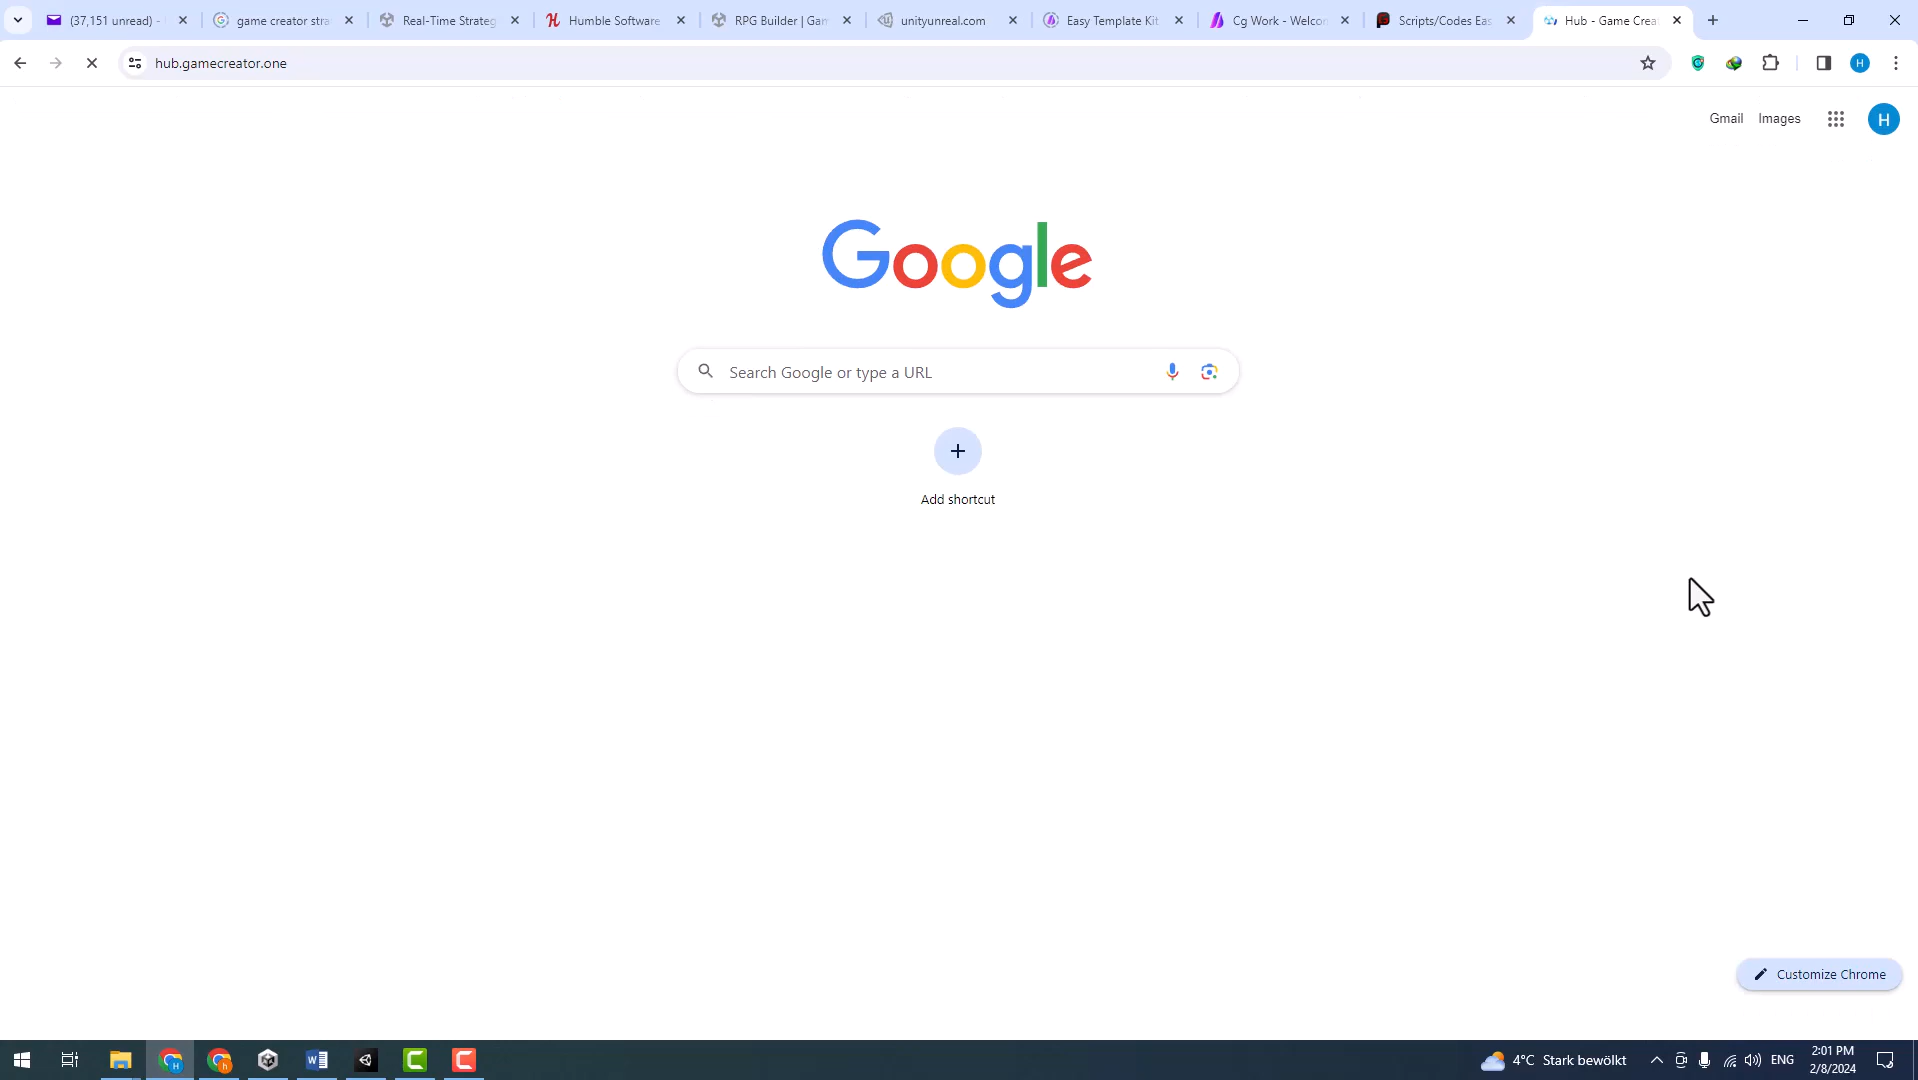 (37,151 unread) -
game creator stra
Real-Time Strateg
Humble Software
RPG Builder | Gam
unityunreal.com
Easy Template Kit
Cg Work - Welcon
Scripts/Codes Eas
Hub - Game Crea
hub.gamecreator.one
H
Gmail
Images
H
Google
Search Google or type a URL
Add shortcut
Customize Chrome
4°C Stark bewölkt
ENG
2:01 PM
2/8/2024